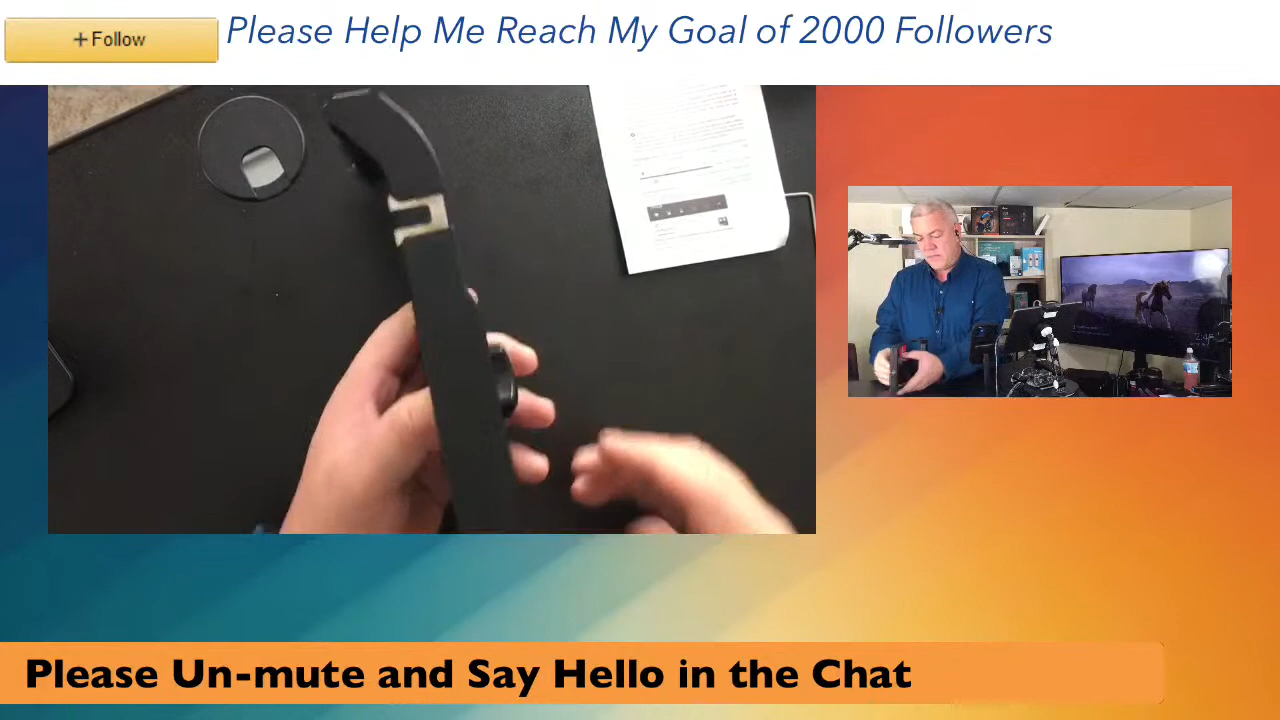 +Follow
Please Help Me Reach My Goal of 2000 Followers
Please Un-mute and Say Hello in the Chat